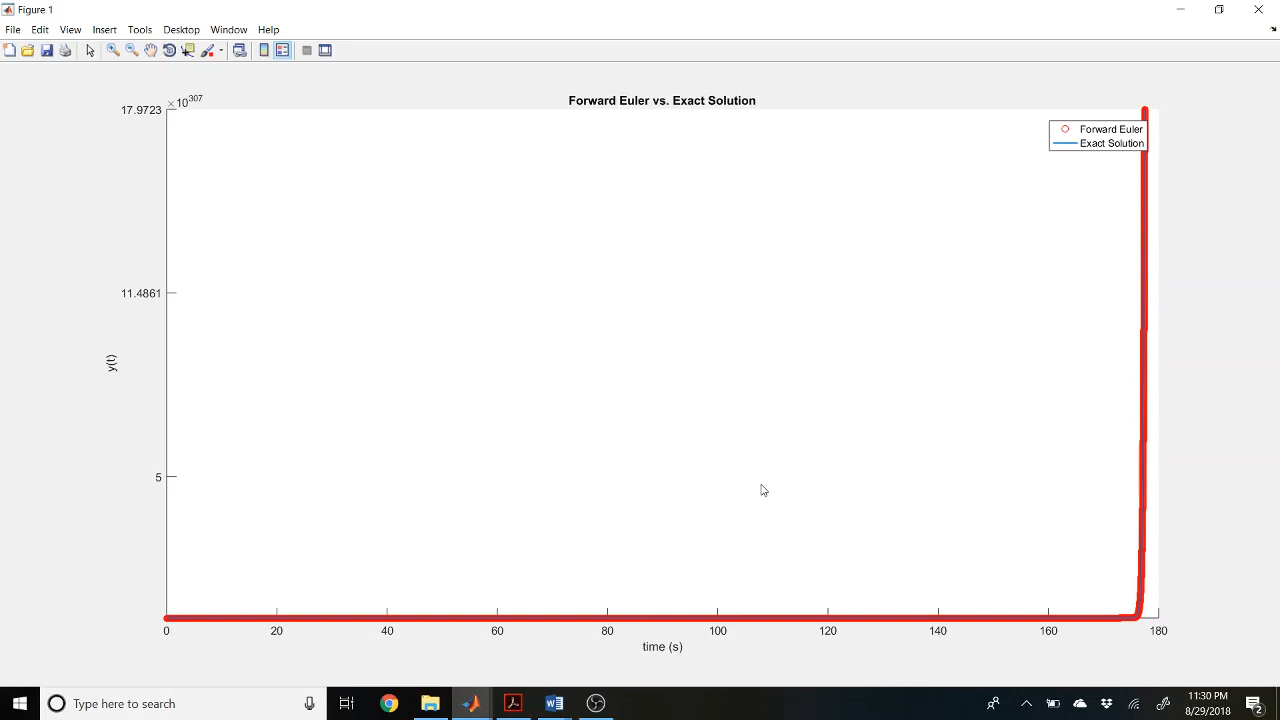 Figure 1
File Edit View Insert Tools Desktop Window Help
×10^307
Forward Euler vs. Exact Solution
17.9723
Forward Euler
Exact Solution
11.4861
y(t)
5
0 20 40 60 80 100 120 140 160 180
time (s)
Type here to search
11:30 PM
8/29/2018
2